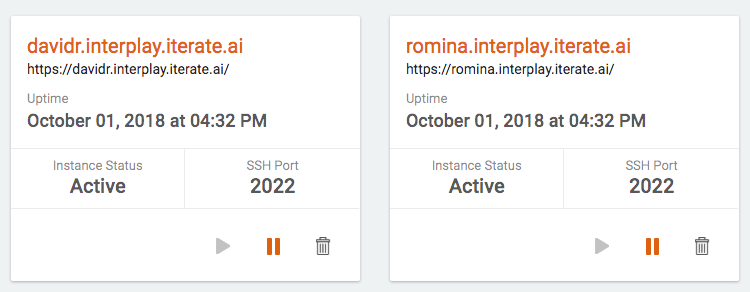 davidr.interplay.iterate.ai
https://davidr.interplay.iterate.ai/
Uptime
October 01, 2018 at 04:32 PM
Instance Status
Active
SSH Port
2022
romina.interplay.iterate.ai
https://romina.interplay.iterate.ai/
Uptime
October 01, 2018 at 04:32 PM
Instance Status
Active
SSH Port
2022